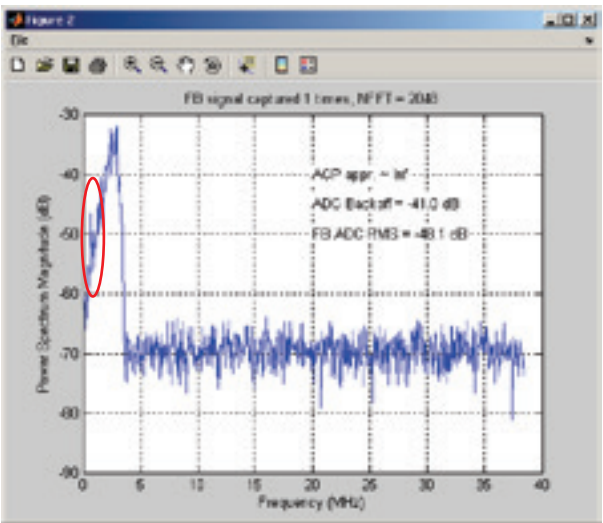 Figure 2
File
FB signal captured 1 times, NFFT = 2048
-30
-40
-50
-60
-70
-80
-90
Power Spectrum Magnitude (dB)
ACP appr. ~ Inf
ADC Backoff = -41.0 dB
FB ADC RMS = -48.1 dB
0 5 10 15 20 25 30 35 40
Frequency (MHz)